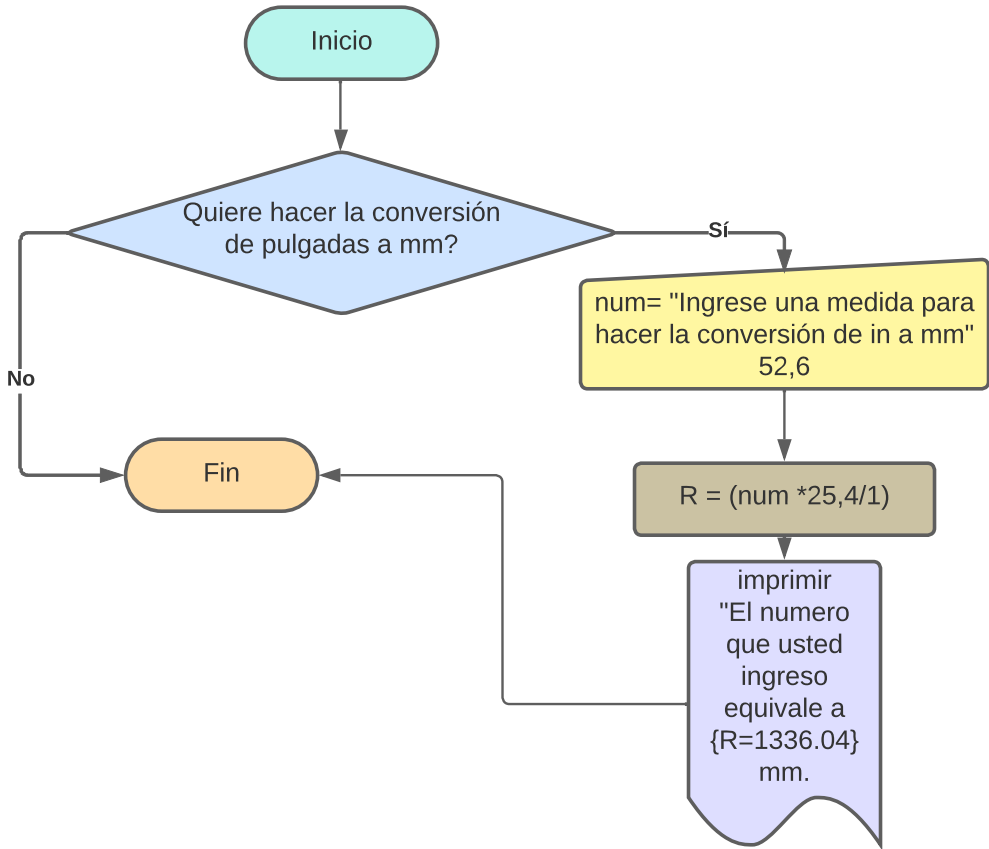 Inicio
Quiere hacer la conversión
de pulgadas a mm?
Sí
num= "Ingrese una medida para
hacer la conversión de in a mm"
52,6
No
Fin
R = (num *25,4/1)
imprimir
"El numero
que usted
ingreso
equivale a
{R=1336.04}
mm.